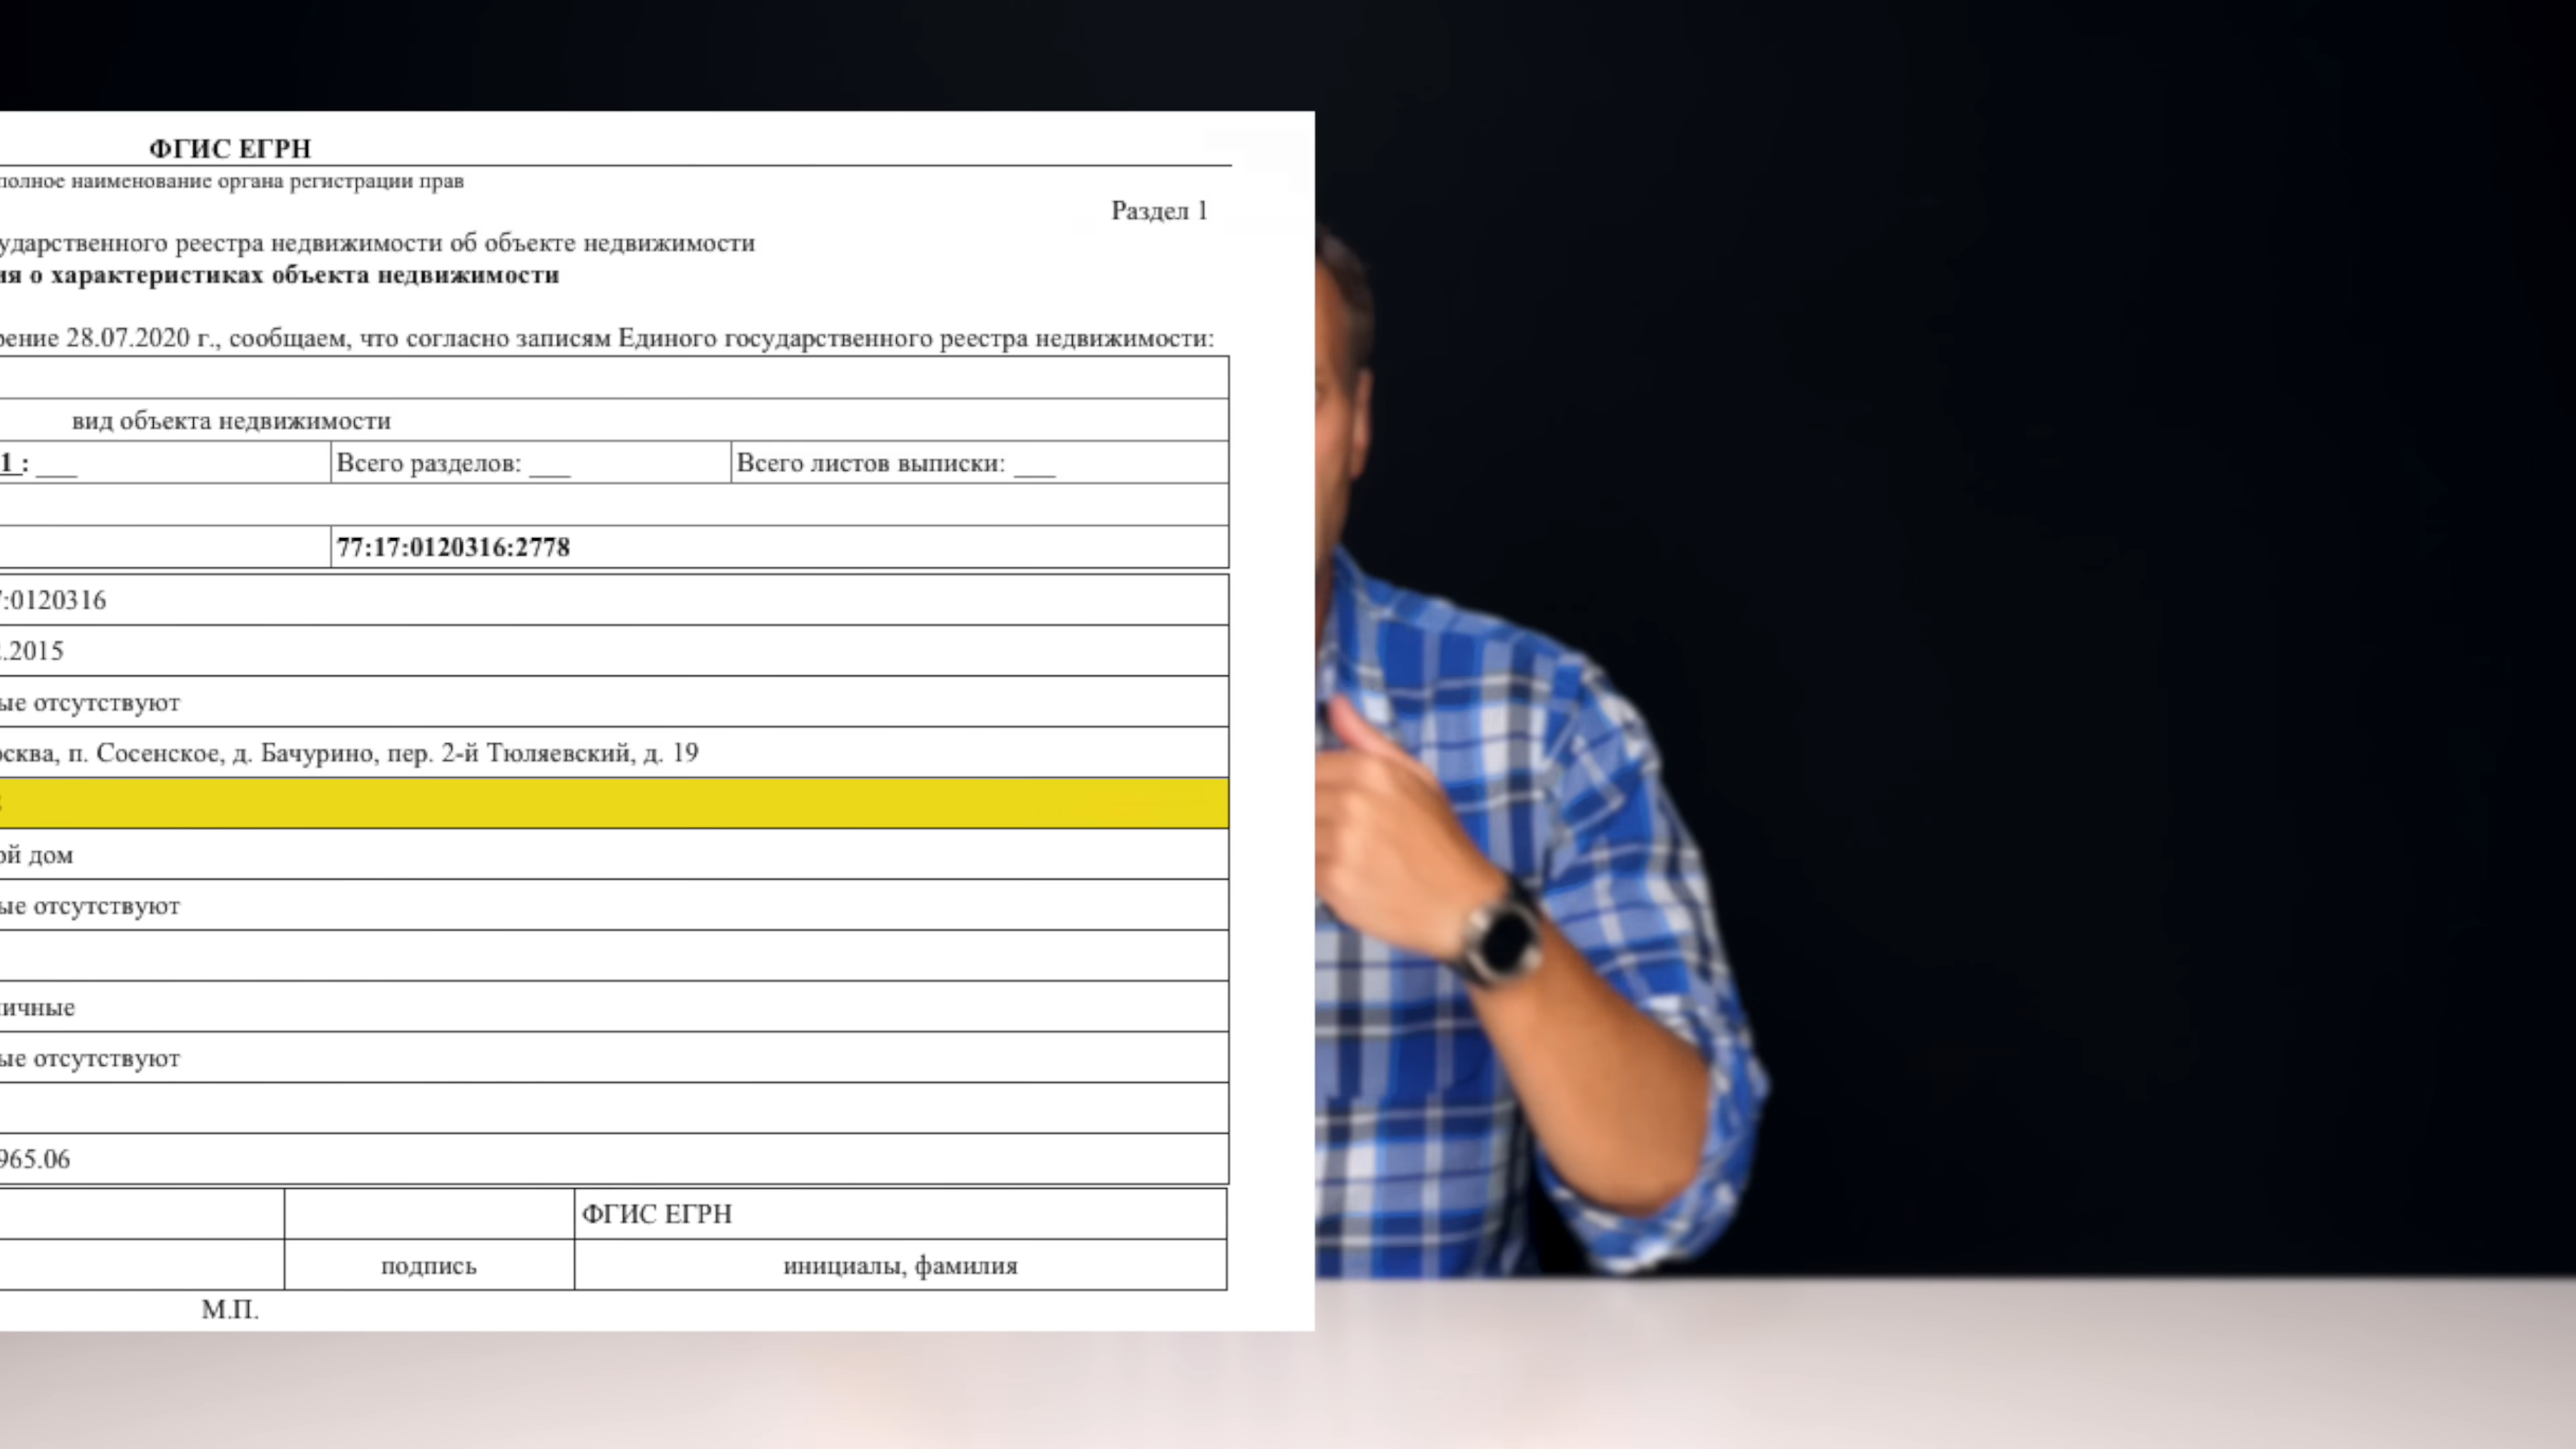 ФГИС ЕГРН
полное наименование органа регистрации прав
Раздел 1
ударственного реестра недвижимости об объекте недвижимости
ия о характеристиках объекта недвижимости
рение 28.07.2020 г., сообщаем, что согласно записям Единого государственного реестра недвижимости:
вид объекта недвижимости
1 : ___ Всего разделов: ___ Всего листов выписки: ___
77:17:0120316:2778
:0120316
.2015
ые отсутствуют
осква, п. Сосенское, д. Бачурино, пер. 2-й Тюляевский, д. 19
ой дом
ые отсутствуют
ичные
ые отсутствуют
965.06
ФГИС ЕГРН
подпись инициалы, фамилия
М.П.